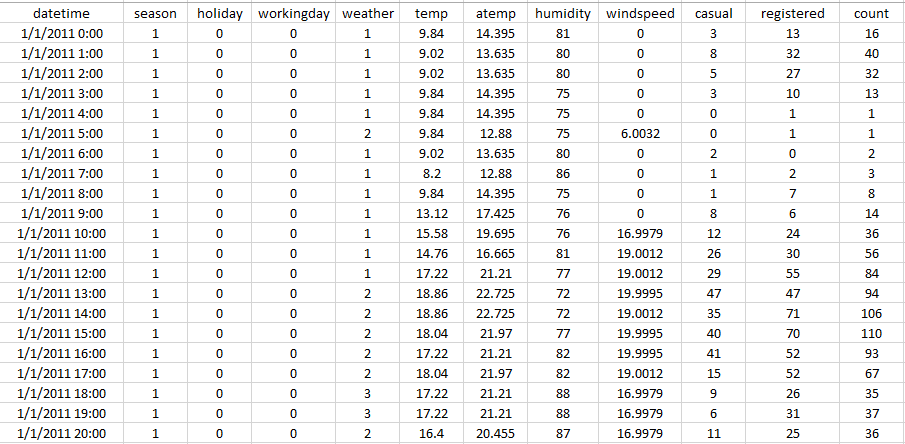 datetime season holiday workingday weather temp atemp humidity windspeed casual registered count
1/1/2011 0:00 1 0 0 1 9.84 14.395 81 0 3 13 16
1/1/2011 1:00 1 0 0 1 9.02 13.635 80 0 8 32 40
1/1/2011 2:00 1 0 0 1 9.02 13.635 80 0 5 27 32
1/1/2011 3:00 1 0 0 1 9.84 14.395 75 0 3 10 13
1/1/2011 4:00 1 0 0 1 9.84 14.395 75 0 0 1 1
1/1/2011 5:00 1 0 0 2 9.84 12.88 75 6.0032 0 1 1
1/1/2011 6:00 1 0 0 1 9.02 13.635 80 0 2 0 2
1/1/2011 7:00 1 0 0 1 8.2 12.88 86 0 1 2 3
1/1/2011 8:00 1 0 0 1 9.84 14.395 75 0 1 7 8
1/1/2011 9:00 1 0 0 1 13.12 17.425 76 0 8 6 14
1/1/2011 10:00 1 0 0 1 15.58 19.695 76 16.9979 12 24 36
1/1/2011 11:00 1 0 0 1 14.76 16.665 81 19.0012 26 30 56
1/1/2011 12:00 1 0 0 1 17.22 21.21 77 19.0012 29 55 84
1/1/2011 13:00 1 0 0 2 18.86 22.725 72 19.9995 47 47 94
1/1/2011 14:00 1 0 0 2 18.86 22.725 72 19.0012 35 71 106
1/1/2011 15:00 1 0 0 2 18.04 21.97 77 19.9995 40 70 110
1/1/2011 16:00 1 0 0 2 17.22 21.21 82 19.9995 41 52 93
1/1/2011 17:00 1 0 0 2 18.04 21.97 82 19.0012 15 52 67
1/1/2011 18:00 1 0 0 3 17.22 21.21 88 16.9979 9 26 35
1/1/2011 19:00 1 0 0 3 17.22 21.21 88 16.9979 6 31 37
1/1/2011 20:00 1 0 0 2 16.4 20.455 87 16.9979 11 25 36